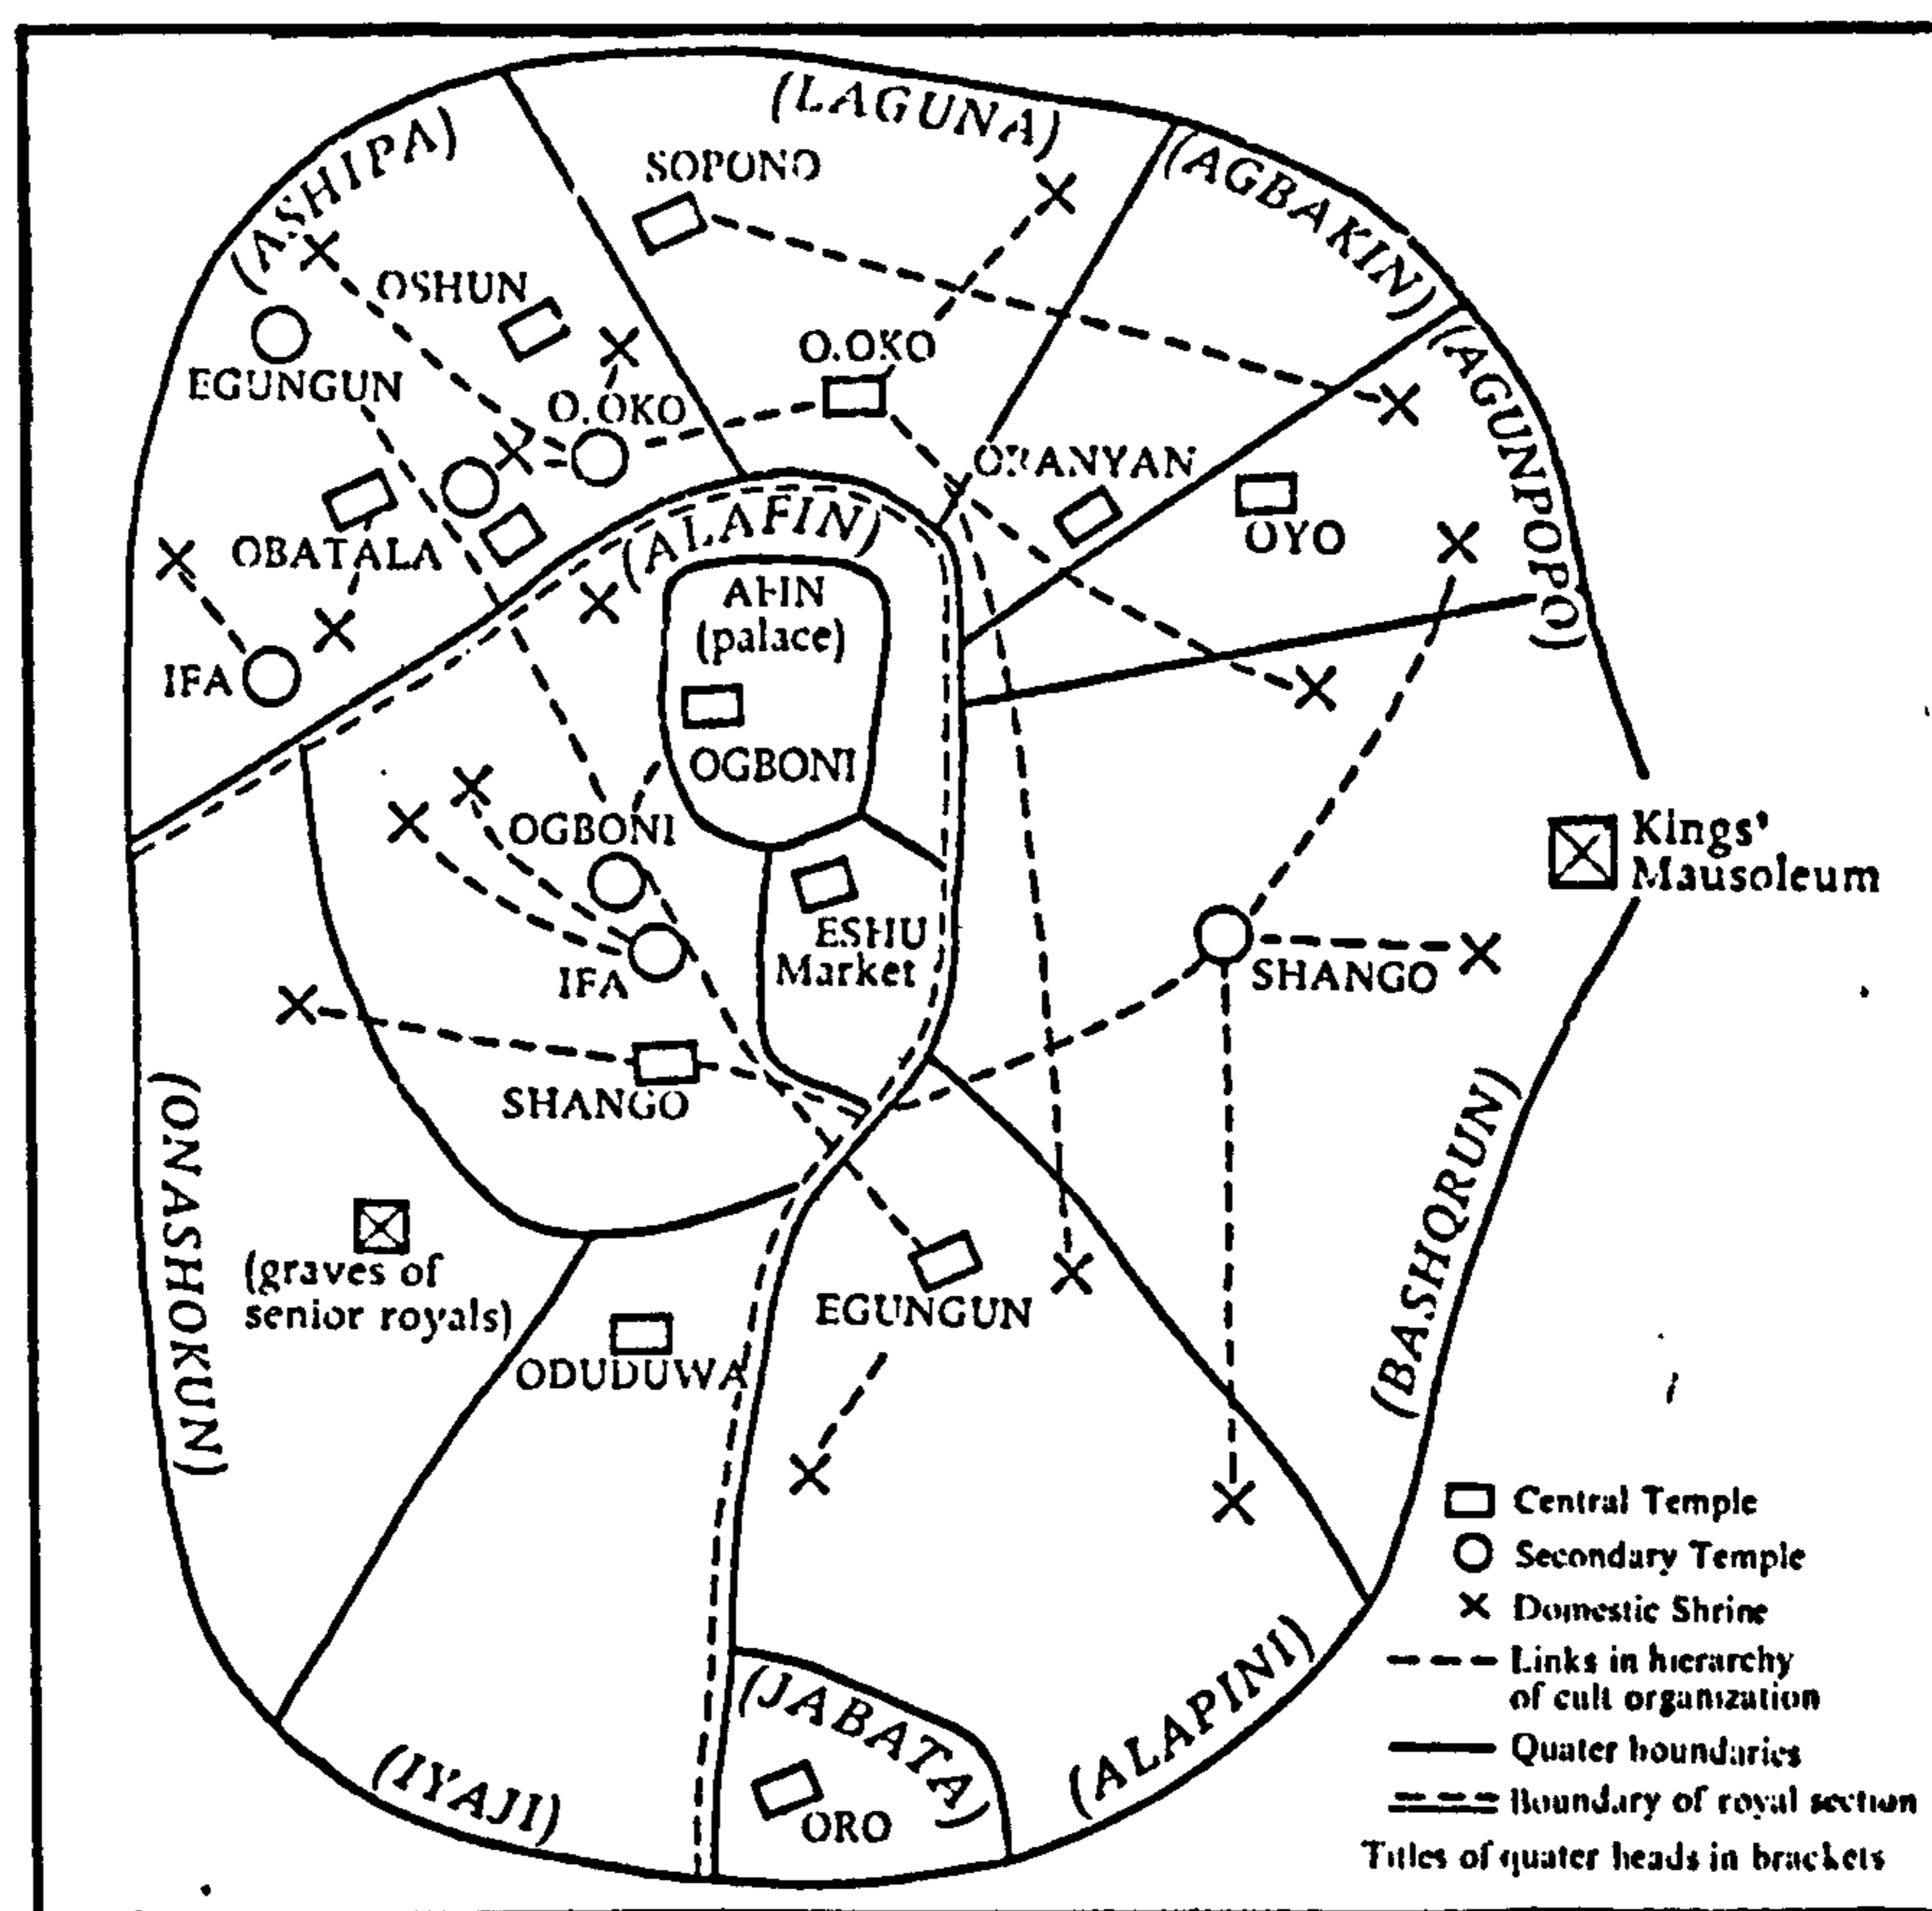 (LAGUNA)
(ASHIPA)
SOPONO
(AGBAKIN)
OSHUN
(AGUNPOPO)
O.OKO
EGUNGUN
O.OKO
ORANYAN
(ALAFIN)
OYO
OBATALA
AFIN
(palace)
IFA
OGBONI
OGBONI
Kings'
Mausoleum
ESHU
Market
IFA
SHANGO
SHANGO
(ONASHOKUN)
(BASHQRUN)
(graves of
senior royals)
EGUNGUN
ODUDUWA
Central Temple
Secondary Temple
Domestic Shrine
Links in hierarchy
of cult organization
(JABATA)
(ALAPINI)
Quater boundaries
(IYAJI)
Boundary of royal section
ORO
Titles of quater heads in brackets